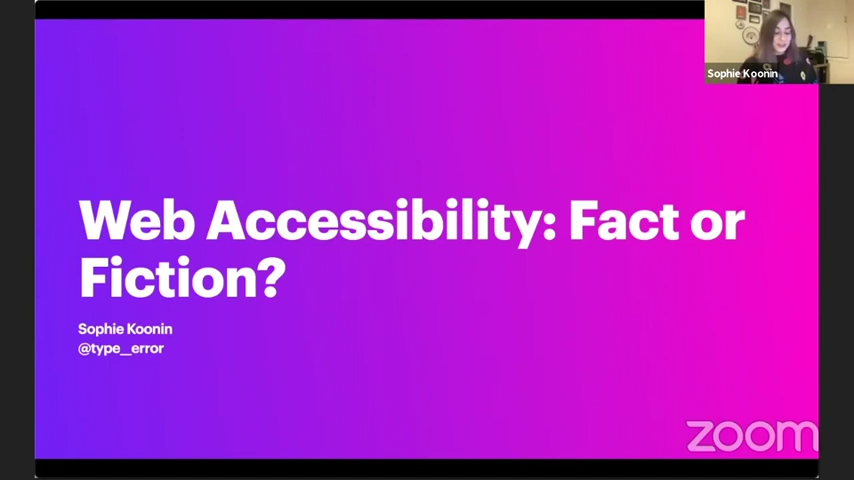 Sophie Koonin
Web Accessibility: Fact or
Fiction?
Sophie Koonin
@type__error
zoom